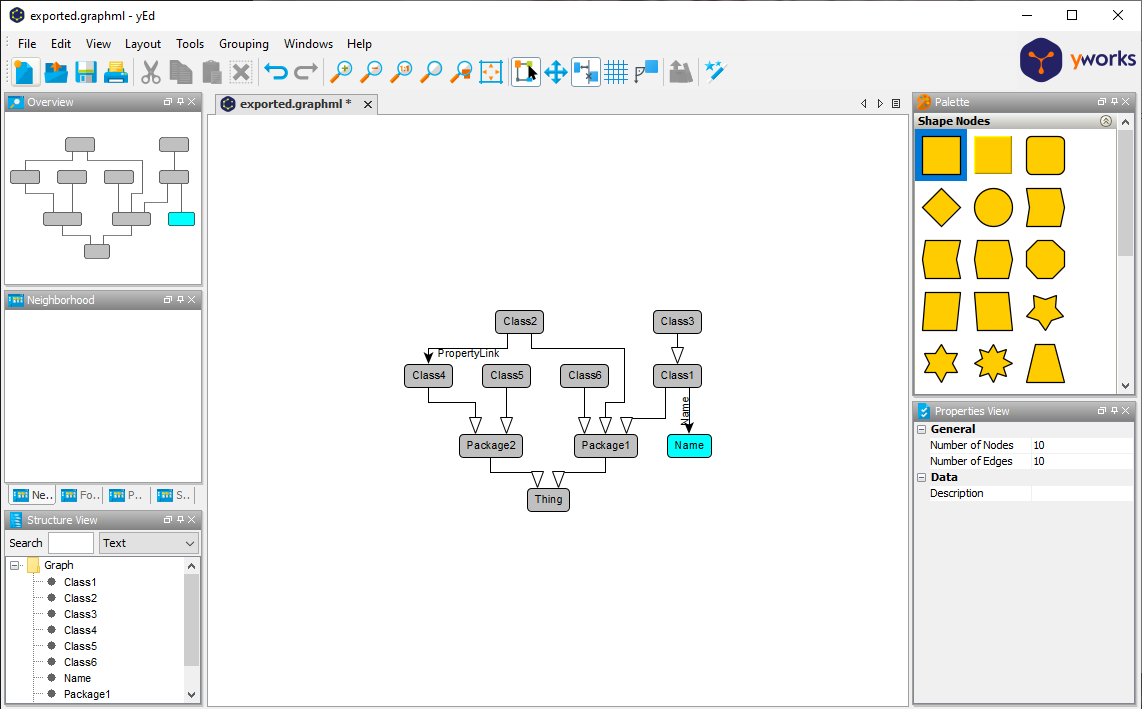 exported.graphml - yEd
File Edit View Layout Tools Grouping Windows Help
1:1
yworks
Overview
exported.graphml *
Palette
Shape Nodes
Neighborhood
Class2
Class3
PropertyLink
Class4
Class5
Class6
Class1
Name
Package2
Package1
Name
Thing
Ne..
Fo..
P..
S..
Structure View
Search
Text
Graph
Class1
Class2
Class3
Class4
Class5
Class6
Name
Package1
Properties View
General
Number of Nodes 10
Number of Edges 10
Data
Description